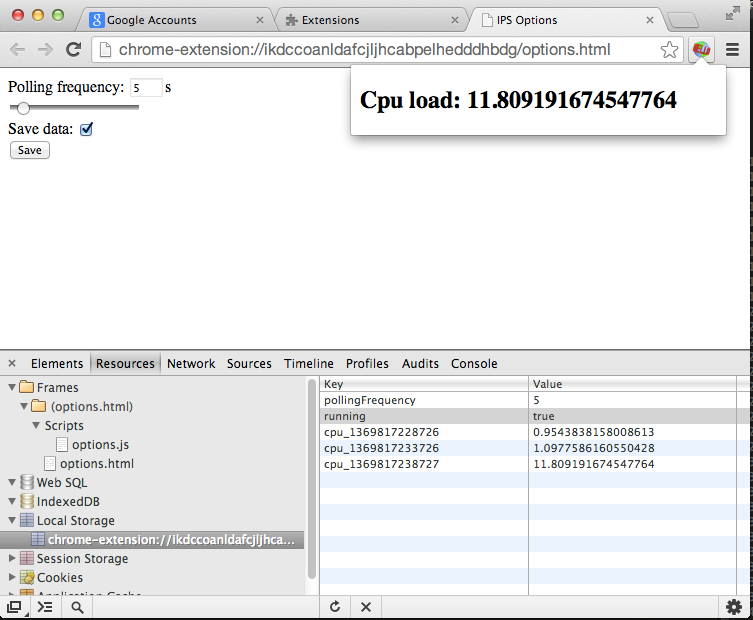 Google Accounts
Extensions
IPS Options
chrome-extension://ikdccoanldafcjljhcabpelhedddhbdg/options.html
Polling frequency: 5 s
Save data:
Save
Cpu load: 11.809191674547764
Elements Resources Network Sources Timeline Profiles Audits Console
Frames
(options.html)
Scripts
options.js
options.html
Web SQL
IndexedDB
Local Storage
chrome-extension://ikdccoanldafcjljhca...
Session Storage
Cookies
Application Cache
Key Value
pollingFrequency 5
running true
cpu_1369817228726 0.9543838158008613
cpu_1369817233726 1.0977586160550428
cpu_1369817238727 11.809191674547764